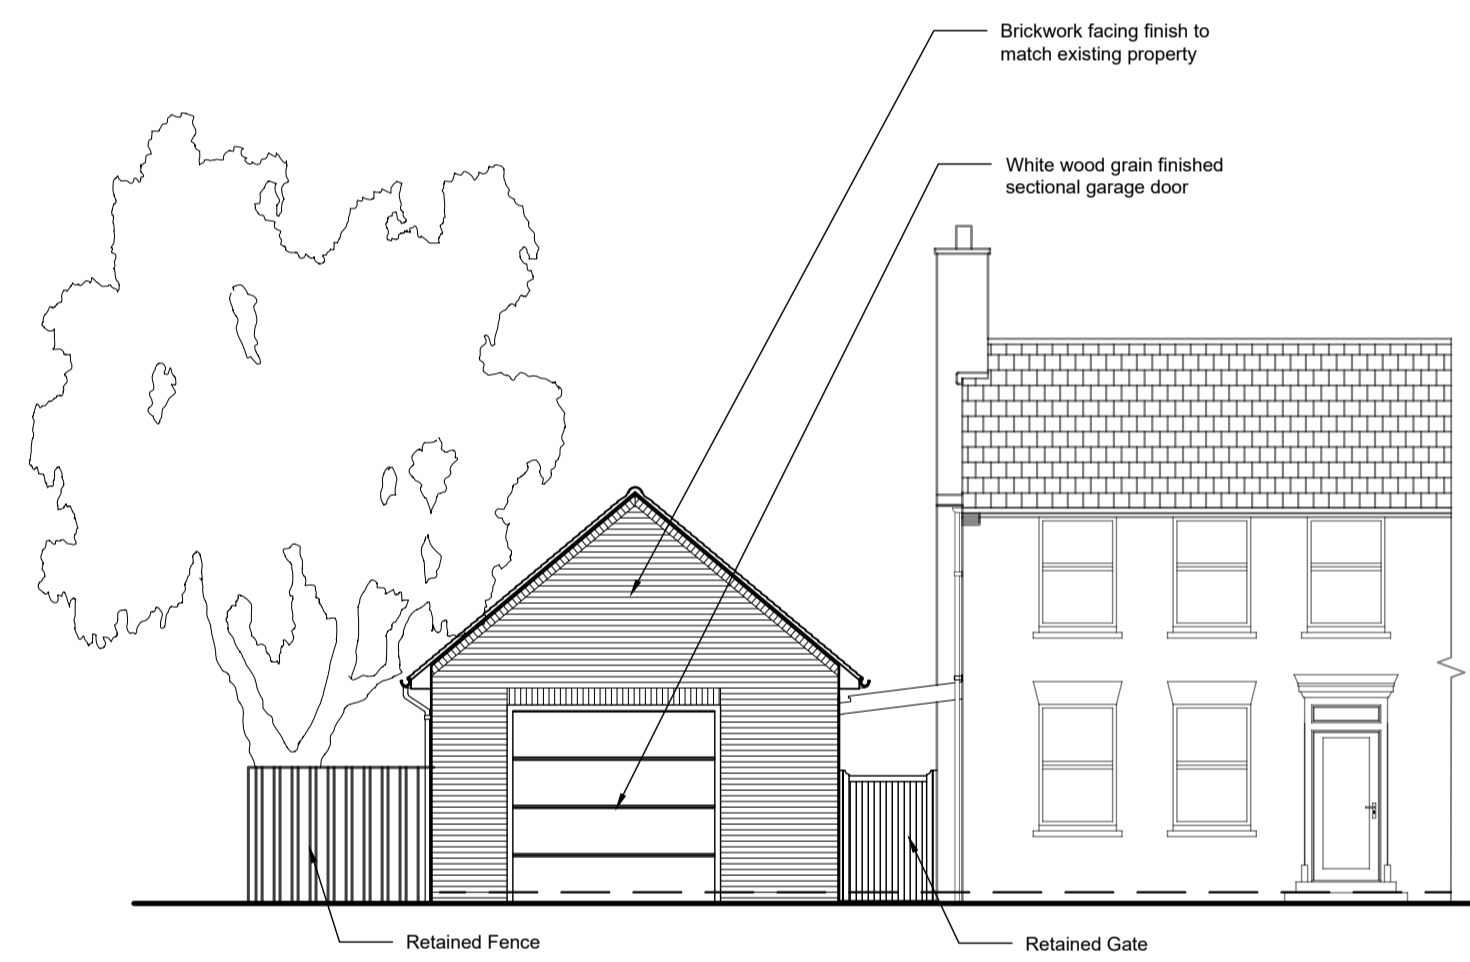 Brickwork facing finish to
match existing property
White wood grain finished
sectional garage door
Retained Fence
Retained Gate